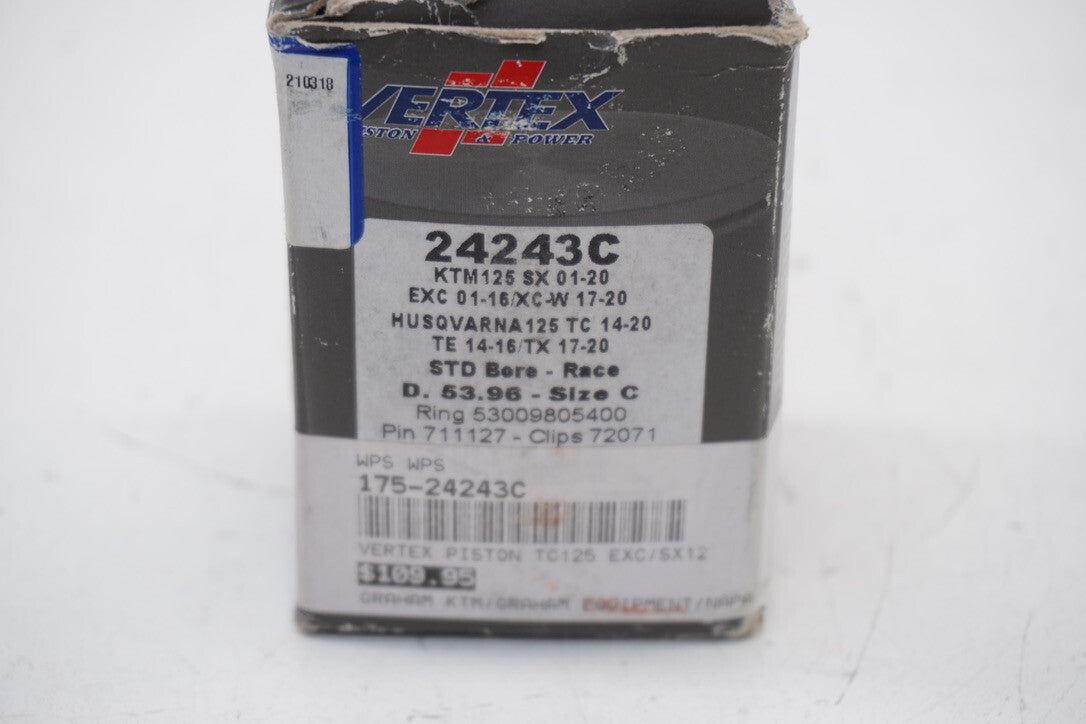 210318
VERTEX
PISTON & POWER
24243C
KTM125 SX 01-20
EXC 01-16/XC-W 17-20
HUSQVARNA125 TC 14-20
TE 14-16/TX 17-20
STD Bore - Race
D. 53.96 - Size C
Ring 53009805400
Pin 711127 - Clips 72071
WPS WPS
175-24243C
VERTEX PISTON TC125 EXC/SX12
$109.95
GRAHAM KTM/GRAHAM EQUIPMENT/NAPA